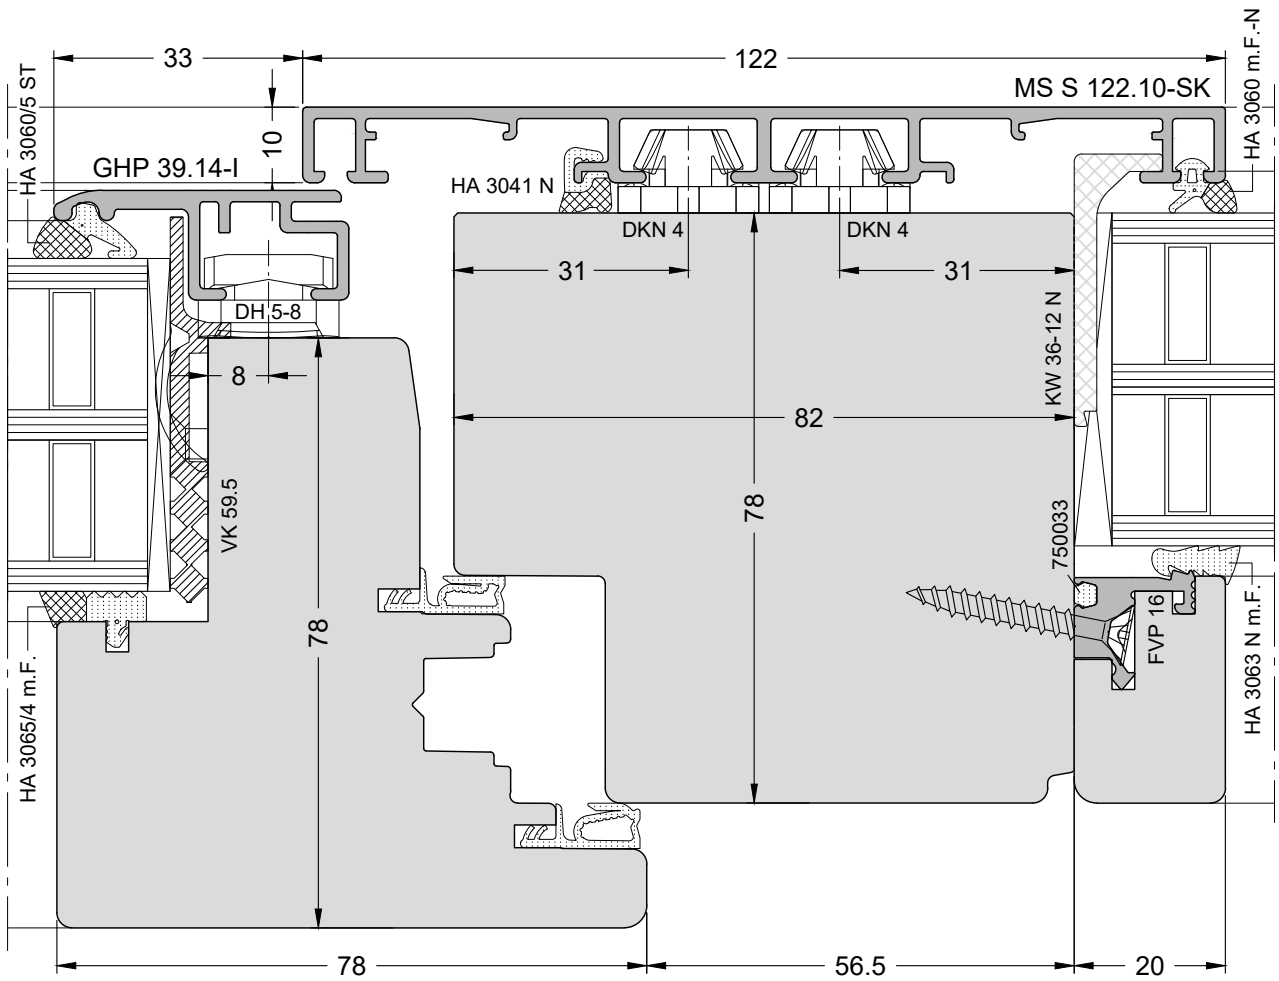 33
122
MS S 122.10-SK
HA 3060/5 ST
HA 3060 m.F.-N
10
GHP 39.14-I
HA 3041 N
DKN 4
DKN 4
31
31
DH 5-8
KW 36-12 N
8
82
VK 59.5
78
750033
78
FVP 16
HA 3065/4 m.F.
HA 3063 N m.F.
78
56.5
20